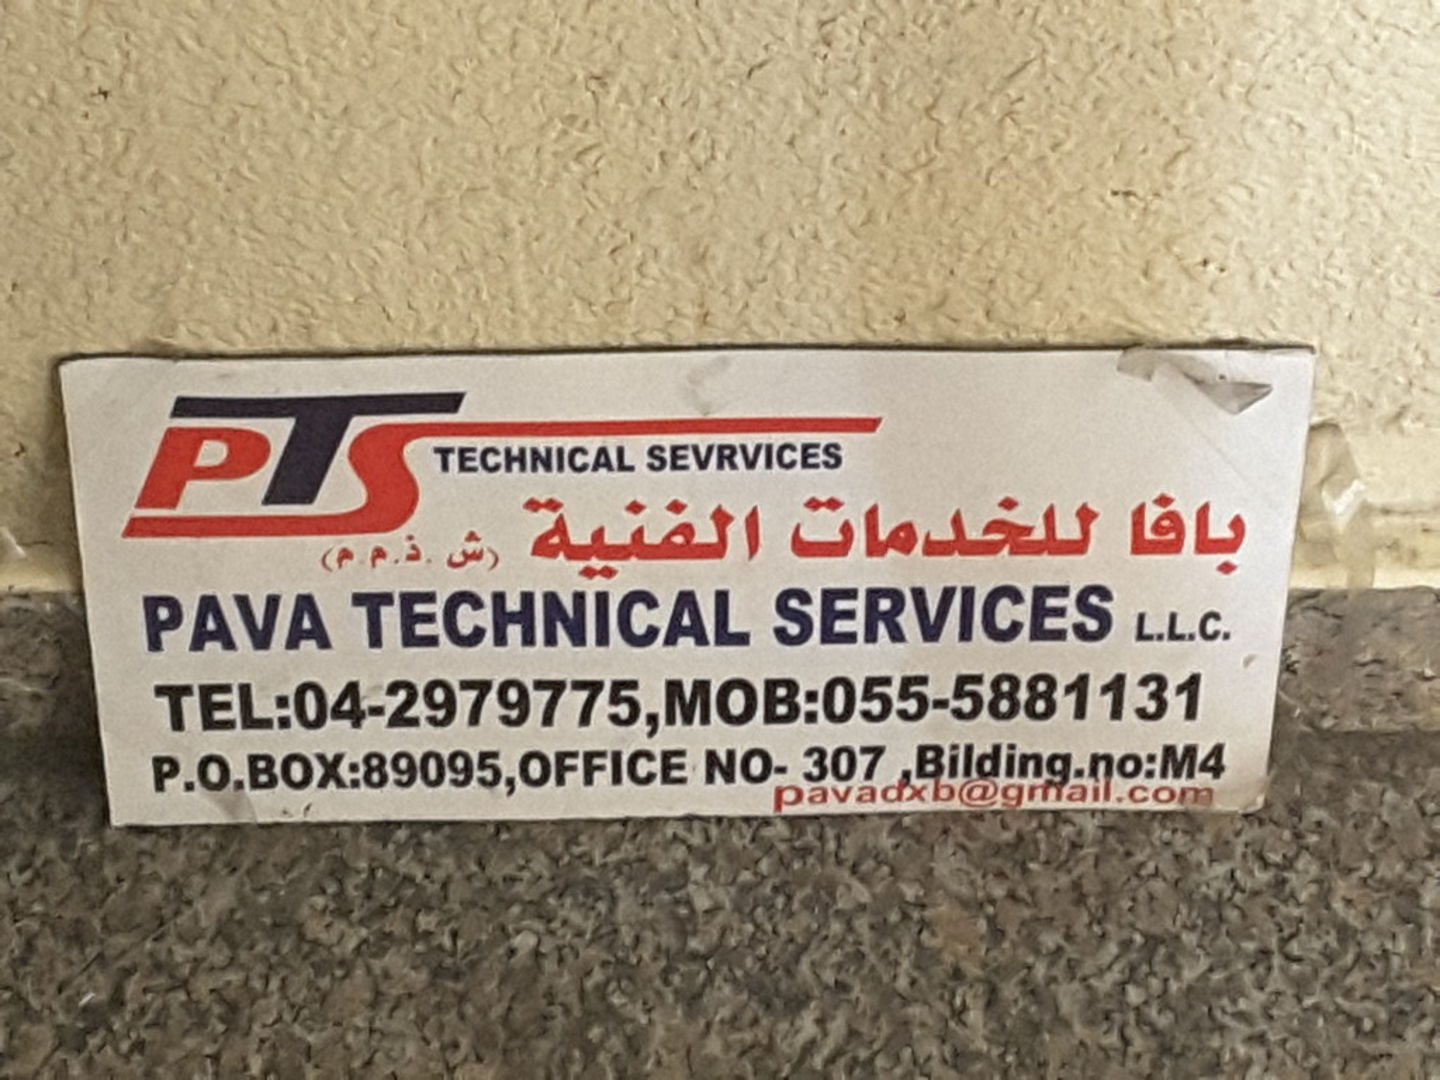 PTS
TECHNICAL SEVRVICES
بافا للخدمات الفنية (ش.ذ.م.م)
PAVA TECHNICAL SERVICES L.L.C.
TEL:04-2979775,MOB:055-5881131
P.O.BOX:89095,OFFICE NO- 307 ,Bilding.no:M4
pavadxb@gmail.com